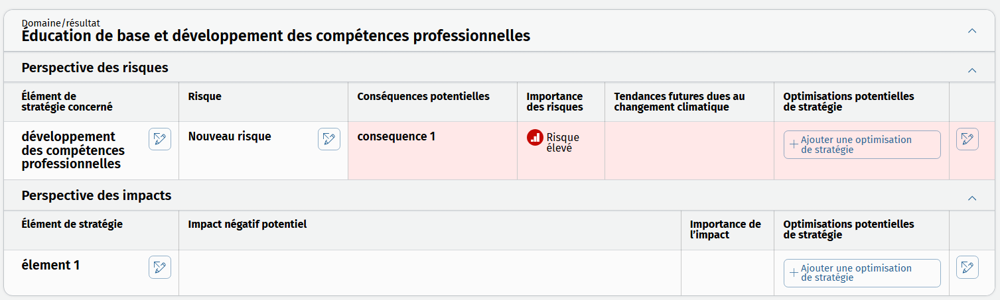 Domaine/résultat
Éducation de base et développement des compétences professionnelles
Perspective des risques
Élément de
stratégie concerné
Risque
Conséquences potentielles
Importance
des risques
Tendances futures dues au
changement climatique
Optimisations potentielles
de stratégie
développement
des compétences
professionnelles
Nouveau risque
consequence 1
Risque
élevé
Ajouter une optimisation
de stratégie
Perspective des impacts
Élément de stratégie
Impact négatif potentiel
Importance de
l’impact
Optimisations potentielles
de stratégie
élement 1
Ajouter une optimisation
de stratégie